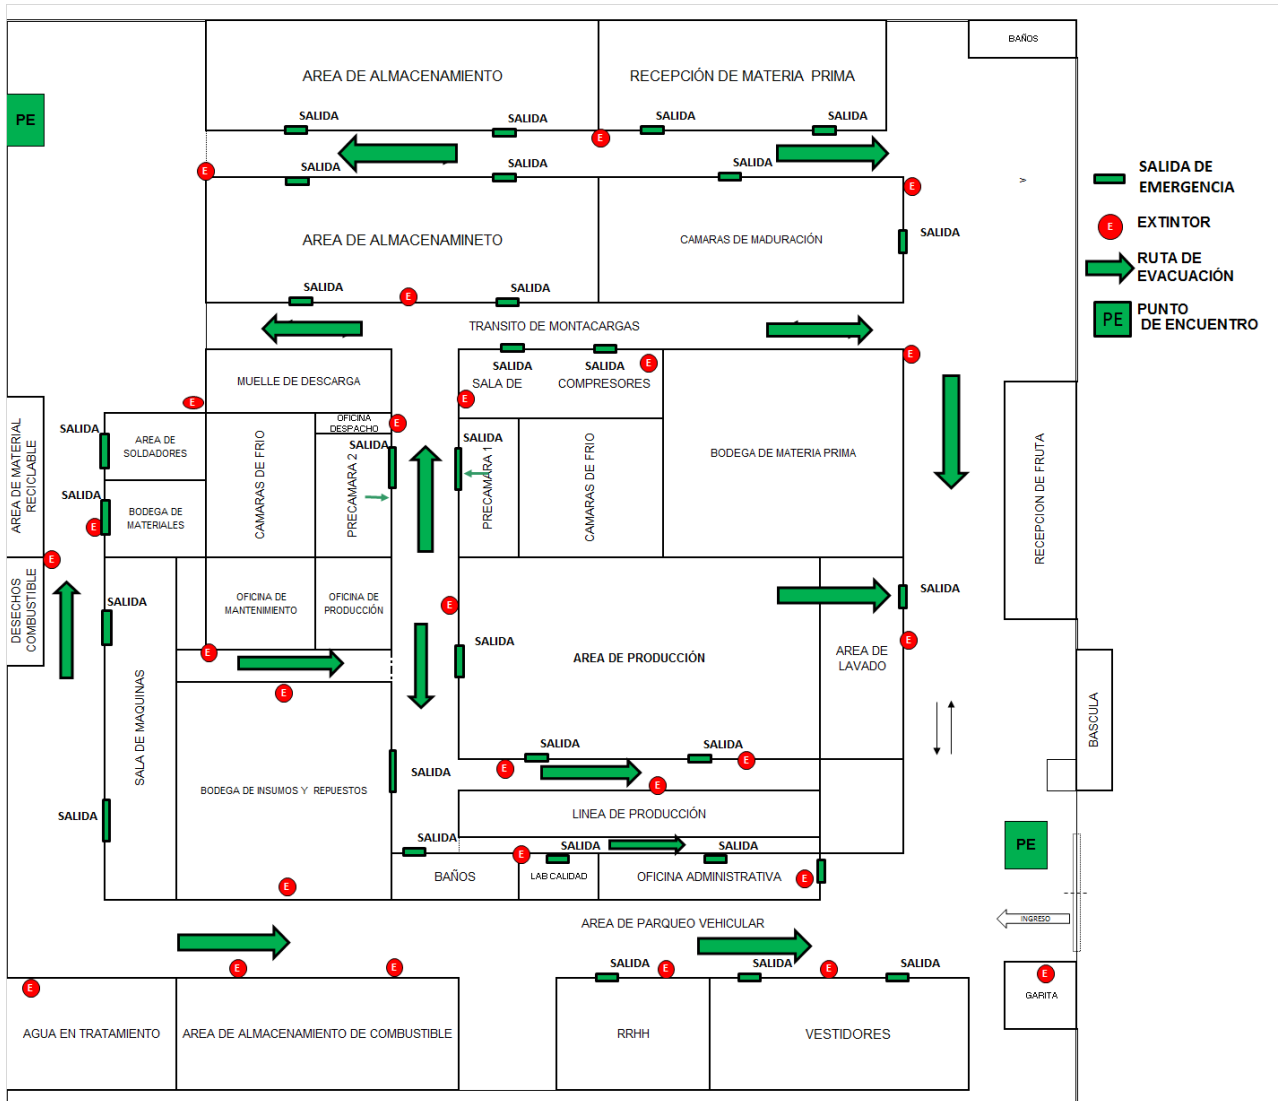 BAÑOS
AREA DE ALMACENAMIENTO
RECEPCIÓN DE MATERIA PRIMA
PE
SALIDA
SALIDA
SALIDA
SALIDA
E
SALIDA
SALIDA
SALIDA
E
E
AREA DE ALMACENAMINETO
CAMARAS DE MADURACIÓN
SALIDA
SALIDA
SALIDA
E
SALIDA DE
EMERGENCIA
E
EXTINTOR
RUTA DE
EVACUACIÓN
PE
PUNTO
DE ENCUENTRO
TRANSITO DE MONTACARGAS
E
MUELLE DE DESCARGA
SALIDA
SALIDA
E
SALA DE
COMPRESORES
E
E
OFICINA
DESPACHO
E
SALIDA
AREA DE
SOLDADORES
SALIDA
SALIDA
AREA DE MATERIAL
RECICLABLE
CAMARAS DE FRIO
PRECAMARA 2
PRECAMARA 1
CAMARAS DE FRIO
BODEGA DE MATERIA PRIMA
RECEPCION DE FRUTA
SALIDA
E
BODEGA DE
MATERIALES
E
DESECHOS
COMBUSTIBLE
SALIDA
OFICINA DE
MANTENIMIENTO
OFICINA DE
PRODUCCIÓN
E
SALIDA
SALIDA
E
AREA DE PRODUCCIÓN
AREA DE
LAVADO
E
E
SALA DE MAQUINAS
BASCULA
SALIDA
SALIDA
E
E
SALIDA
E
BODEGA DE INSUMOS Y REPUESTOS
SALIDA
LINEA DE PRODUCCIÓN
SALIDA
SALIDA
SALIDA
E
PE
BAÑOS
LAB CALIDAD
OFICINA ADMINISTRATIVA
E
E
AREA DE PARQUEO VEHICULAR
INGRESO
SALIDA
SALIDA
SALIDA
E
E
E
E
E
E
GARITA
AGUA EN TRATAMIENTO
AREA DE ALMACENAMIENTO DE COMBUSTIBLE
RRHH
VESTIDORES